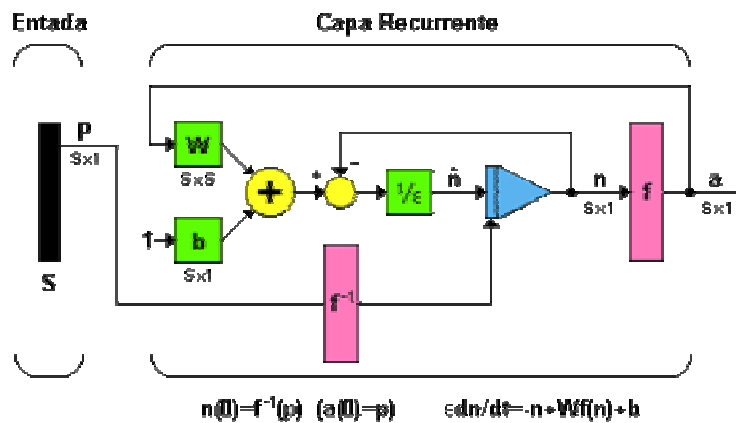 Entada
Capa Recurrente
p
Sx1
S
W
SxS
1
b
Sx1
+
+
-
1/ε
ṅ
n
Sx1
f
a
Sx1
f⁻¹
n(0)=f⁻¹(p) (a(0)=p)
εdn/dt=-n+Wf(n)+b